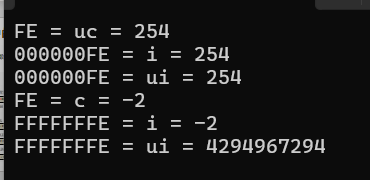 FE = uc = 254
000000FE = i = 254
000000FE = ui = 254
FE = c = -2
FFFFFFFE = i = -2
FFFFFFFE = ui = 4294967294